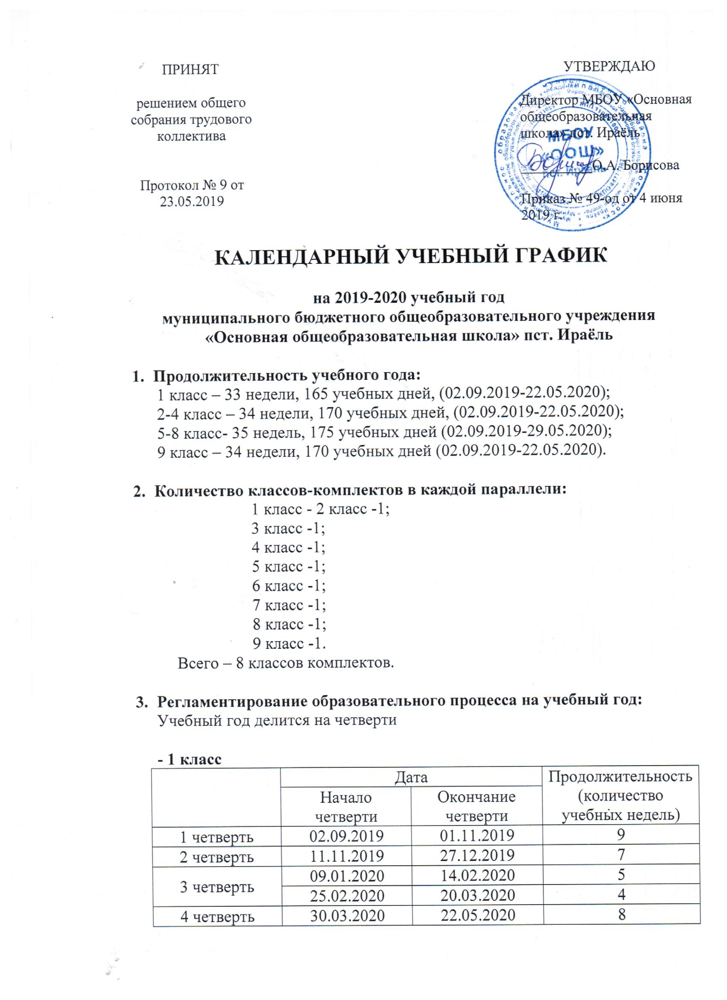 ПРИНЯТ
решением общего
собрания трудового
коллектива
Протокол № 9 от
23.05.2019
УТВЕРЖДАЮ
Директор МБОУ «Основная
общеобразовательная
школа» пст. Ираёль
О.А. Борисова
Приказ № 49-од от 4 июня
2019 г.
МБОУ
«ООШ»
пст. Ираёль
КАЛЕНДАРНЫЙ УЧЕБНЫЙ ГРАФИК
на 2019-2020 учебный год
муниципального бюджетного общеобразовательного учреждения
«Основная общеобразовательная школа» пст. Ираёль
1. Продолжительность учебного года:
1 класс – 33 недели, 165 учебных дней, (02.09.2019-22.05.2020);
2-4 класс – 34 недели, 170 учебных дней, (02.09.2019-22.05.2020);
5-8 класс- 35 недель, 175 учебных дней (02.09.2019-29.05.2020);
9 класс – 34 недели, 170 учебных дней (02.09.2019-22.05.2020).
2. Количество классов-комплектов в каждой параллели:
1 класс - 2 класс -1;
3 класс -1;
4 класс -1;
5 класс -1;
6 класс -1;
7 класс -1;
8 класс -1;
9 класс -1.
Всего – 8 классов комплектов.
3. Регламентирование образовательного процесса на учебный год:
Учебный год делится на четверти
- 1 класс
Дата
Продолжительность
(количество
учебных недель)
Начало
четверти
Окончание
четверти
1 четверть 02.09.2019 01.11.2019 9
2 четверть 11.11.2019 27.12.2019 7
3 четверть 09.01.2020 14.02.2020 5
25.02.2020 20.03.2020 4
4 четверть 30.03.2020 22.05.2020 8